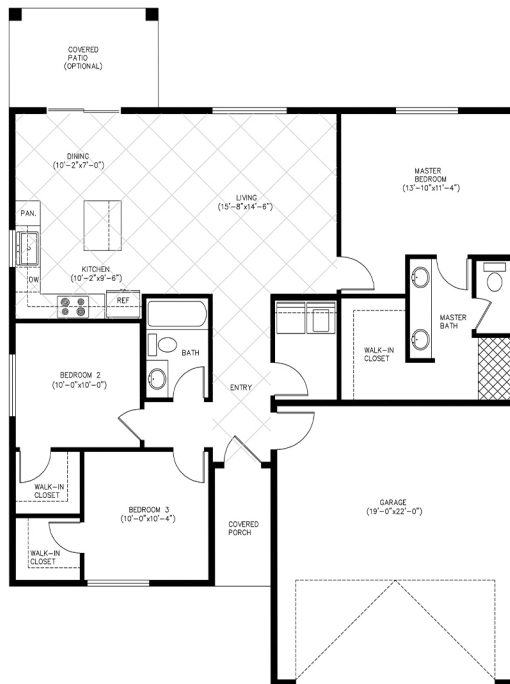 COVERED
PATIO
(OPTIONAL)
DINING
(10'-2"x7'-0")
MASTER
BEDROOM
(13'-10"x11'-4")
LIVING
(15'-8"x14'-6")
PAN.
KITCHEN
(10'-2"x9'-6")
DW
REF
MASTER
BATH
BATH
WALK-IN
CLOSET
BEDROOM 2
(10'-0"x10'-0")
ENTRY
WALK-IN
CLOSET
BEDROOM 3
(10'-0"x10'-4")
GARAGE
(19'-0"x22'-0")
COVERED
PORCH
WALK-IN
CLOSET